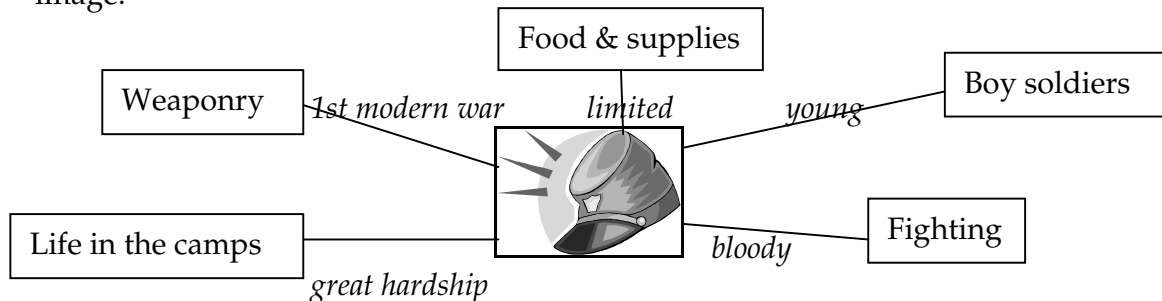 image.
Food & supplies
Weaponry
Boy soldiers
1st modern war
limited
young
Life in the camps
Fighting
bloody
great hardship